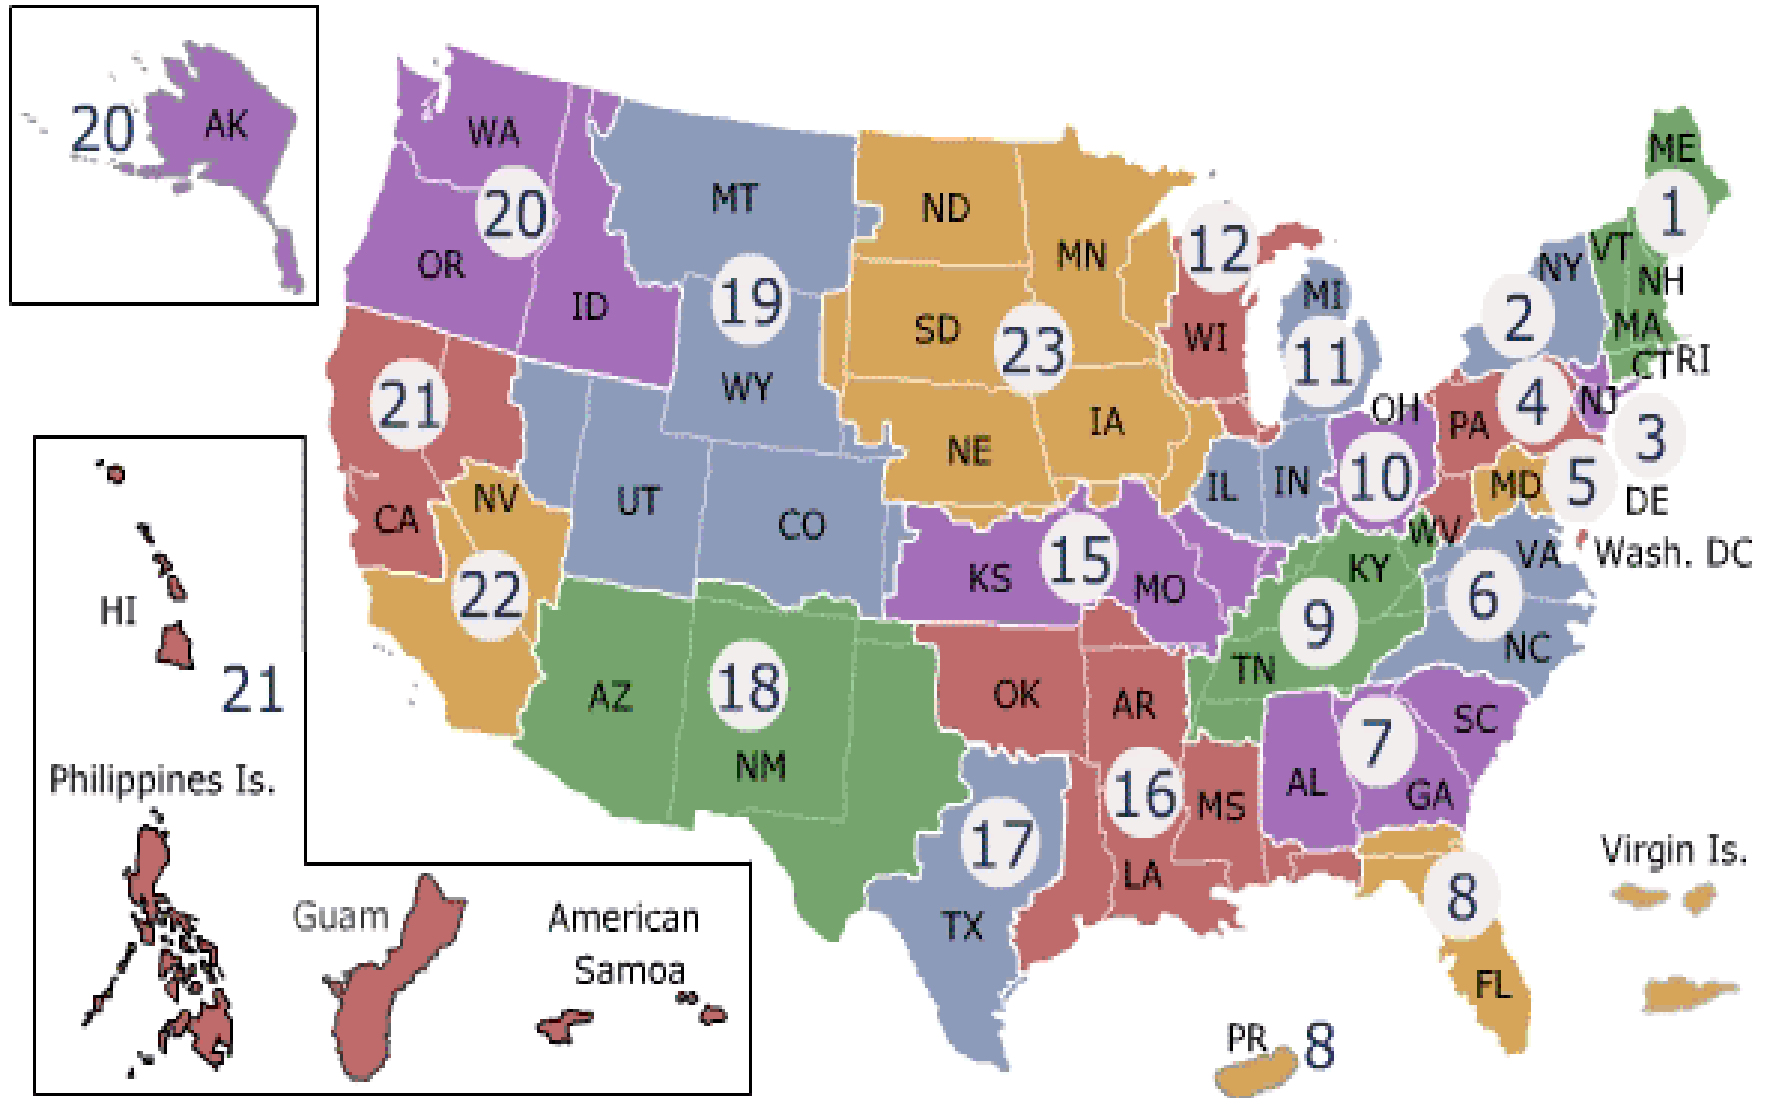 20
AK
WA
20
OR
ID
MT
19
WY
ND
MN
SD
23
NE
IA
12
WI
MI
11
ME
1
VT
NH
NY
2
MA
CT
RI
4
NJ
3
PA
OH
10
MD
5
DE
Wash. DC
21
CA
NV
22
UT
CO
KS
15
MO
IL
IN
WV
VA
KY
6
9
NC
TN
HI
21
AZ
18
NM
OK
AR
16
MS
LA
17
TX
7
SC
AL
GA
8
FL
Philippines Is.
Guam
American
Samoa
Virgin Is.
PR
8